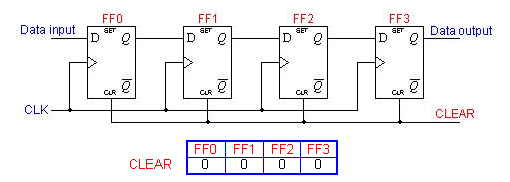 FF0 FF1 FF2 FF3
Data input D SET Q D SET Q D SET Q D SET Q Data output
CLR Q CLR Q CLR Q CLR Q
CLK CLEAR
FF0 FF1 FF2 FF3
CLEAR 0 0 0 0